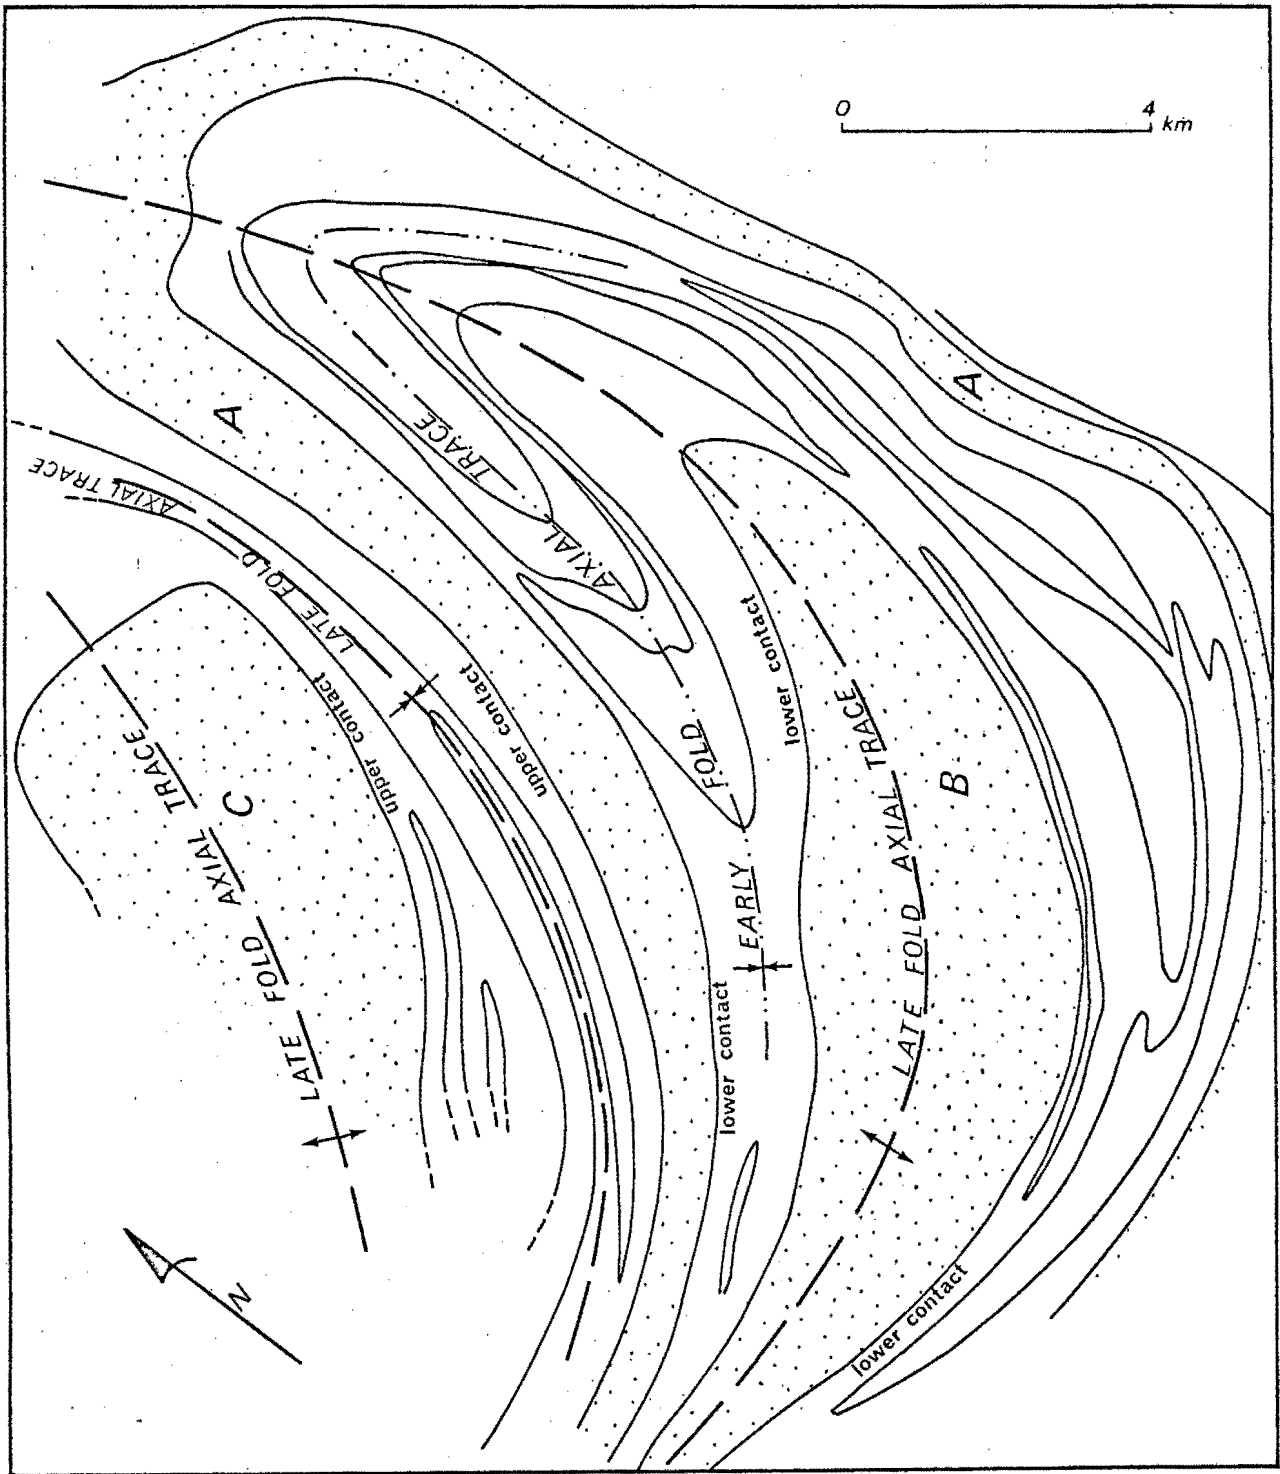 0 4 km
A
A
TRACE
AXIAL
FOLD
EARLY
AXIAL TRACE
LATE FOLD
upper contact
upper contact
lower contact
lower contact
lower contact
B
LATE FOLD AXIAL TRACE
C
LATE FOLD AXIAL TRACE
N